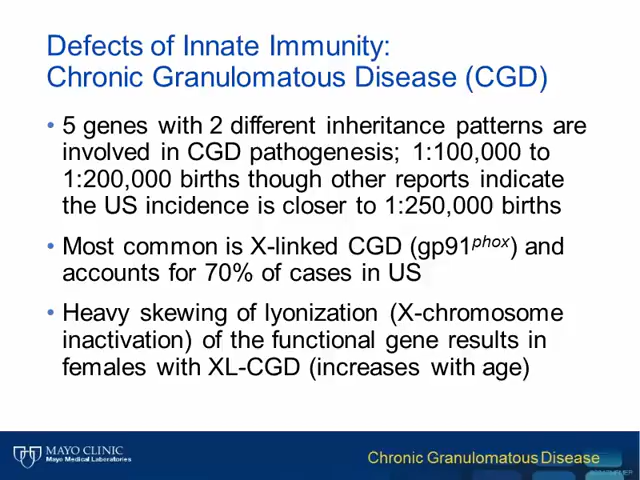 Defects of Innate Immunity:
Chronic Granulomatous Disease (CGD)
• 5 genes with 2 different inheritance patterns are
involved in CGD pathogenesis; 1:100,000 to
1:200,000 births though other reports indicate
the US incidence is closer to 1:250,000 births
• Most common is X-linked CGD (gp91phox) and
accounts for 70% of cases in US
• Heavy skewing of lyonization (X-chromosome
inactivation) of the functional gene results in
females with XL-CGD (increases with age)
MAYO CLINIC
Mayo Medical Laboratories
Chronic Granulomatous Disease